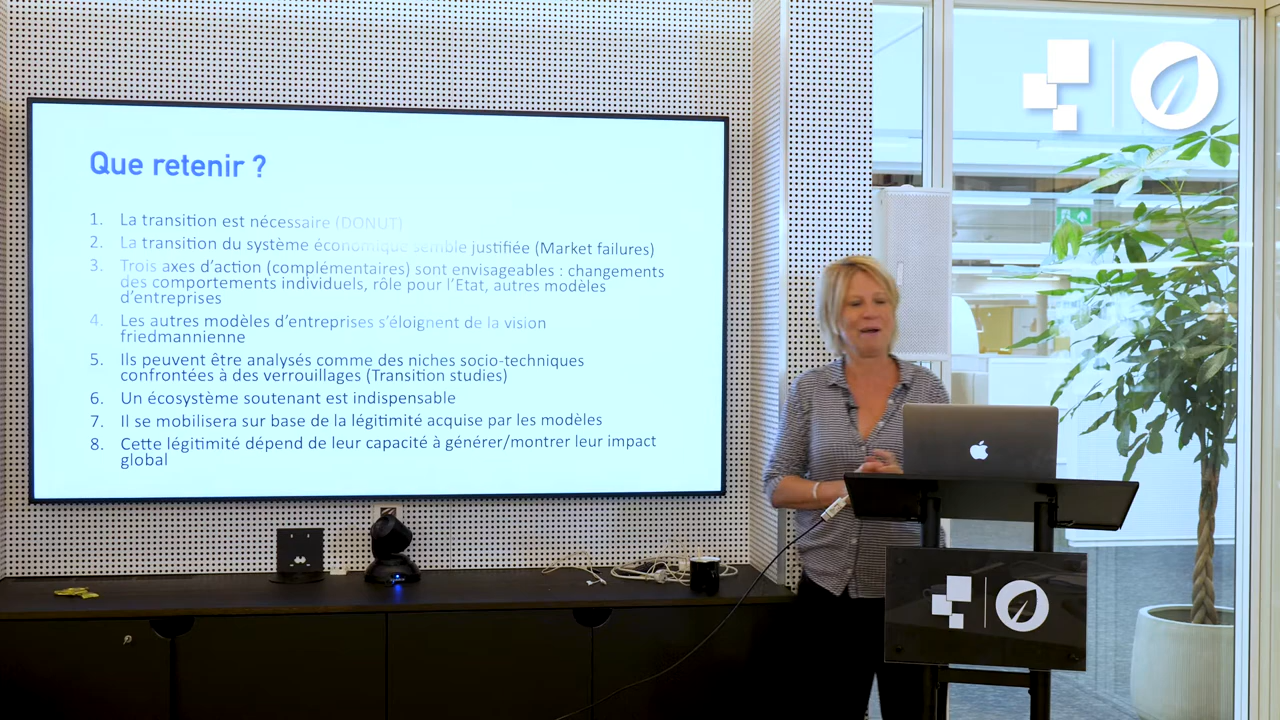 Que retenir ?
1. La transition est nécessaire (DONUT)
2. La transition du système économique semble justifiée (Market failures)
3. Trois axes d'action (complémentaires) sont envisageables : changements
des comportements individuels, rôle pour l'Etat, autres modèles
d'entreprises
4. Les autres modèles d'entreprises s'éloignent de la vision
friedmannienne
5. Ils peuvent être analysés comme des niches socio-techniques
confrontées à des verrouillages (Transition studies)
6. Un écosystème soutenant est indispensable
7. Il se mobilisera sur base de la légitimité acquise par les modèles
8. Cette légitimité dépend de leur capacité à générer/montrer leur impact
global